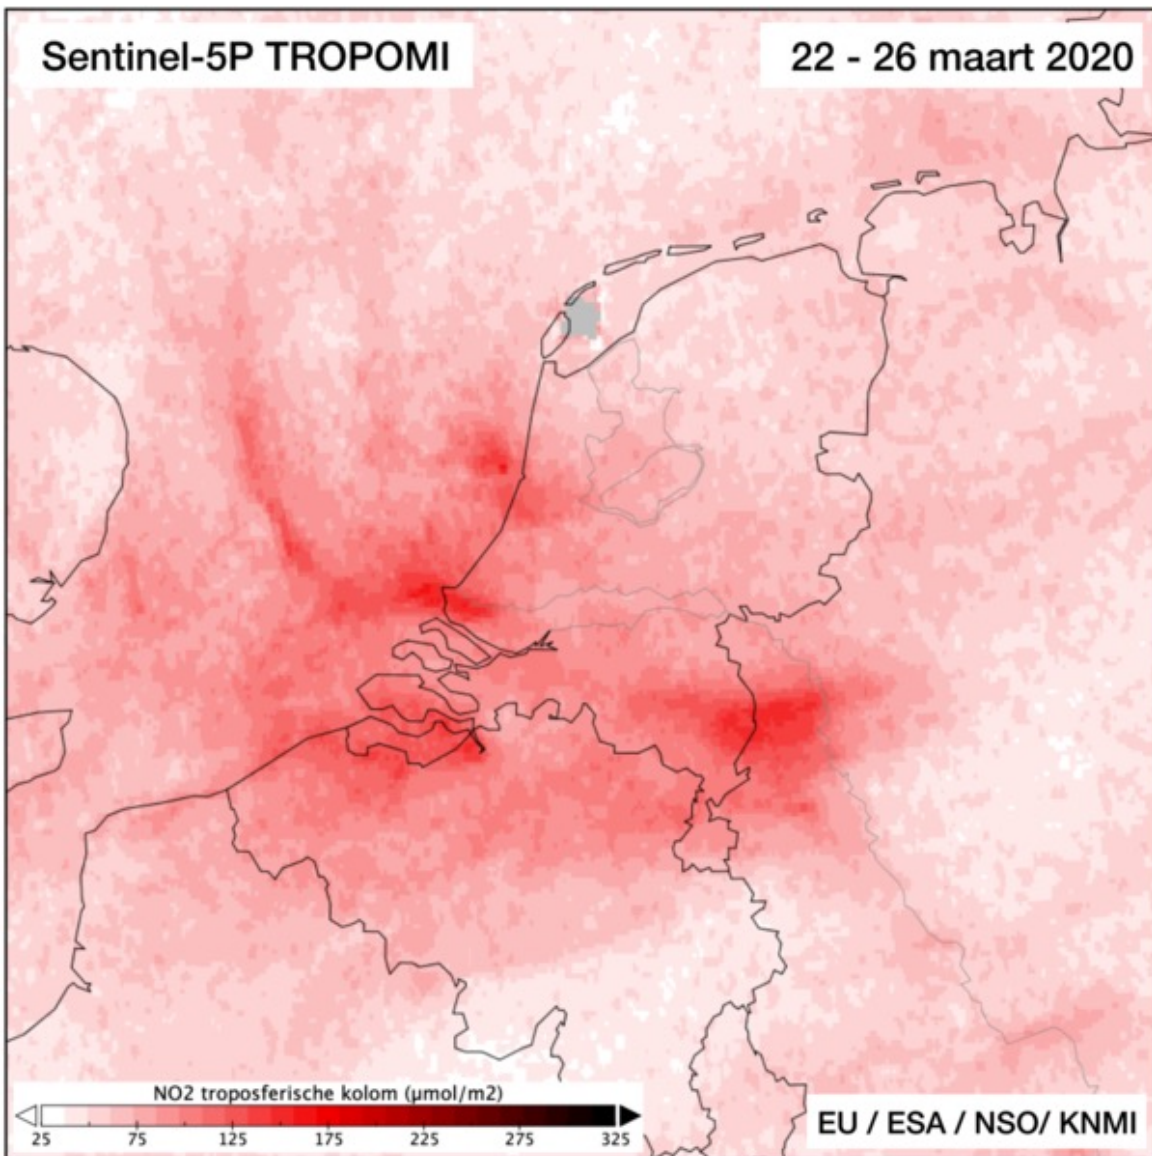 Sentinel-5P TROPOMI
22 - 26 maart 2020
NO2 troposferische kolom (µmol/m2)
25 75 125 175 225 275 325
EU / ESA / NSO/ KNMI